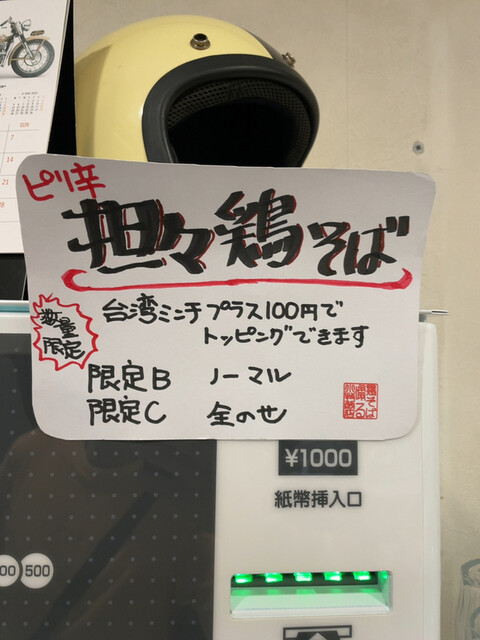 ピリ辛
担々鶏そば
数量
限定
台湾ミンチプラス100円で
トッピングできます
限定B ノーマル
限定C 全のせ
¥1000
紙幣挿入口
500